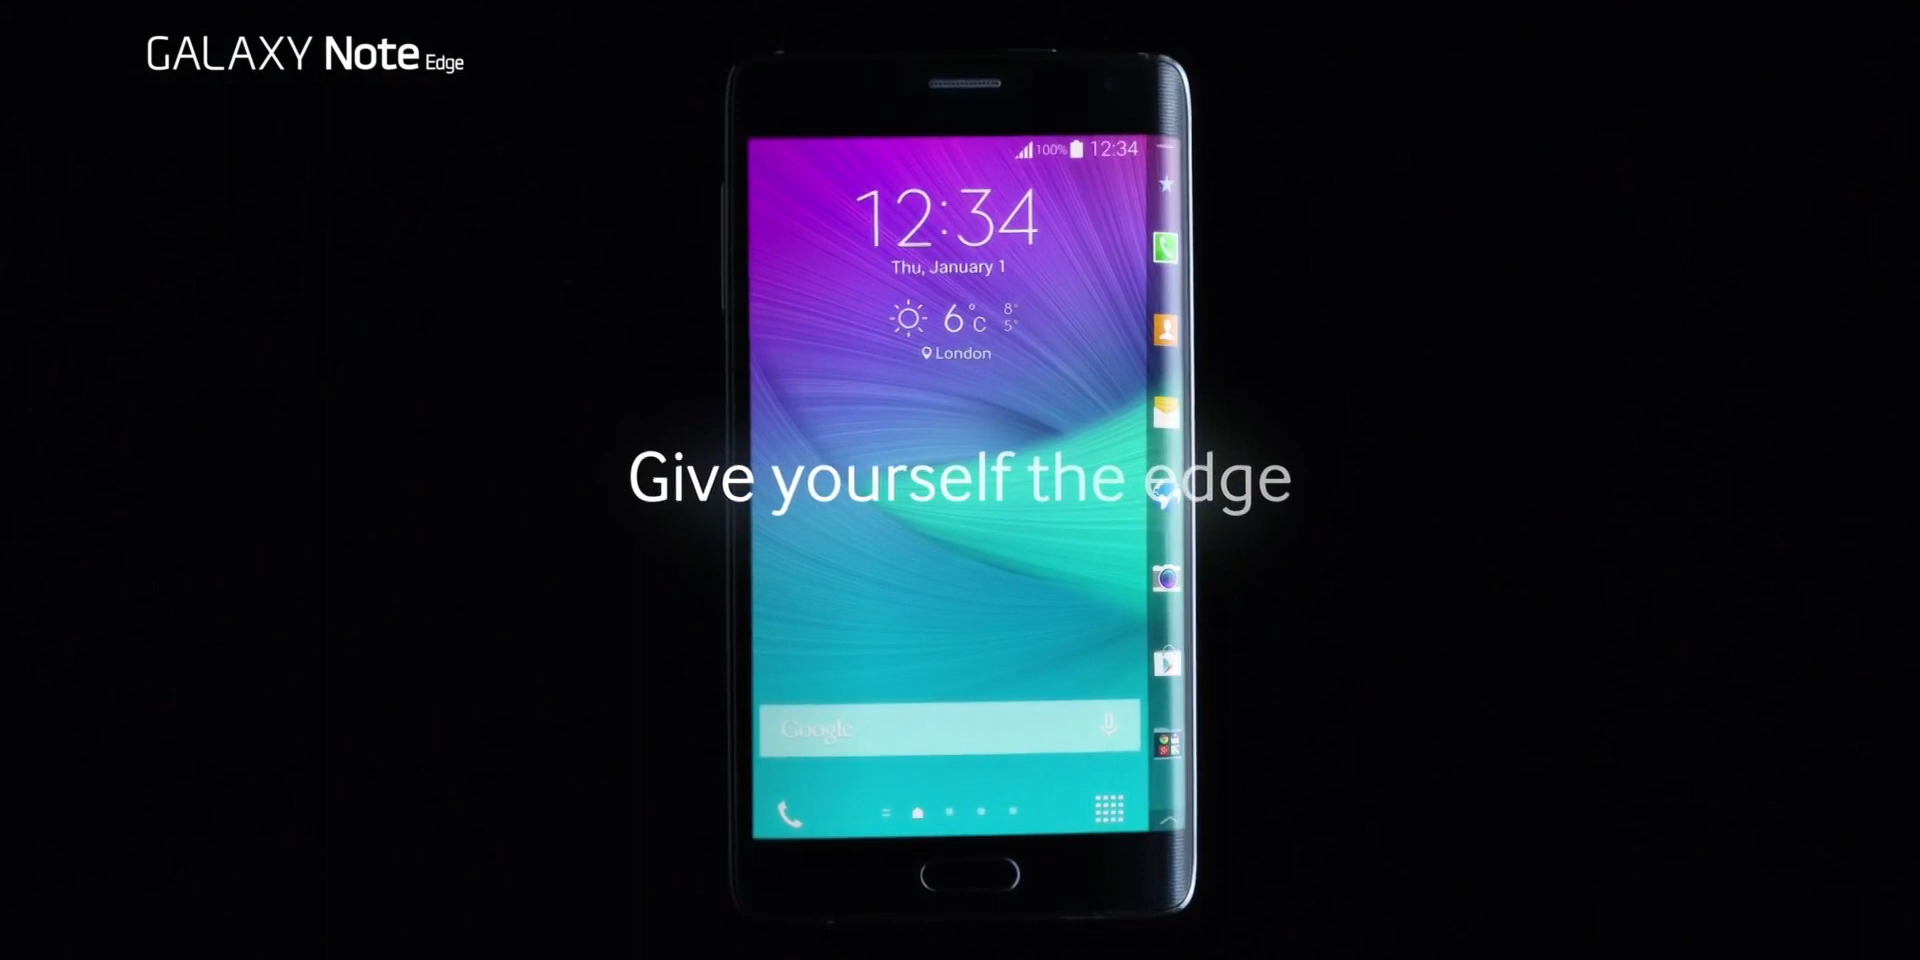 GALAXY Note Edge
100% 12:34
12:34
Thu, January 1
6°C
8°
5°
London
Give yourself the edge
Google